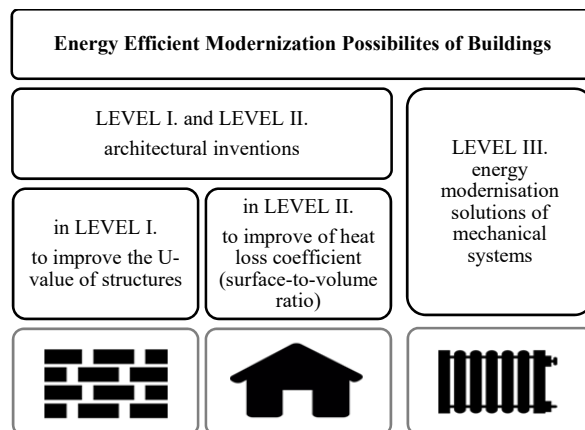 Energy Efficient Modernization Possibilites of Buildings
LEVEL I. and LEVEL II.
architectural inventions
in LEVEL I.
to improve the U-
value of structures
in LEVEL II.
to improve of heat
loss coefficient
(surface-to-volume
ratio)
LEVEL III.
energy
modernisation
solutions of
mechanical
systems